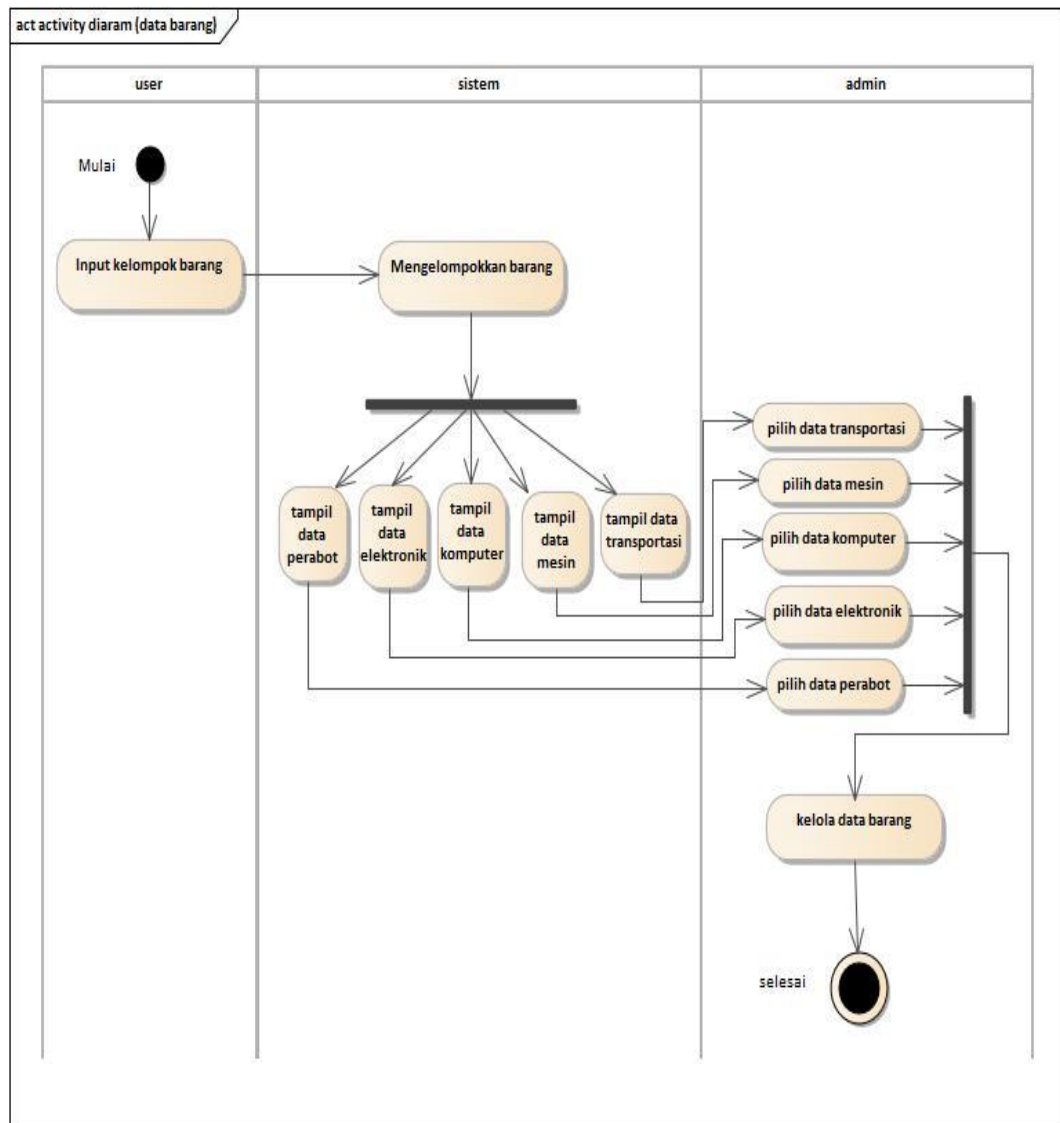 act activity diaram (data barang)
user
sistem
admin
Mulai
Input kelompok barang
Mengelompokkan barang
tampil
data
perabot
tampil
data
elektronik
tampil
data
komputer
tampil
data
mesin
tampil data
transportasi
pilih data transportasi
pilih data mesin
pilih data komputer
pilih data elektronik
pilih data perabot
kelola data barang
selesai